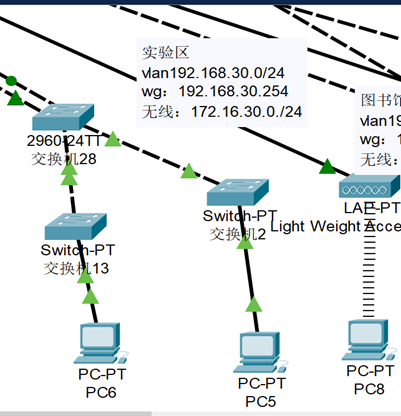 实验区
vlan192.168.30.0/24
wg：192.168.30.254
无线：172.16.30.0./24
图书馆
vlan19
wg：1
无线：
2960-24TT
交换机28
Switch-PT
交换机2
LAP-PT
Light Weight Acce
Switch-PT
交换机13
PC-PT
PC6
PC-PT
PC5
PC-PT
PC8